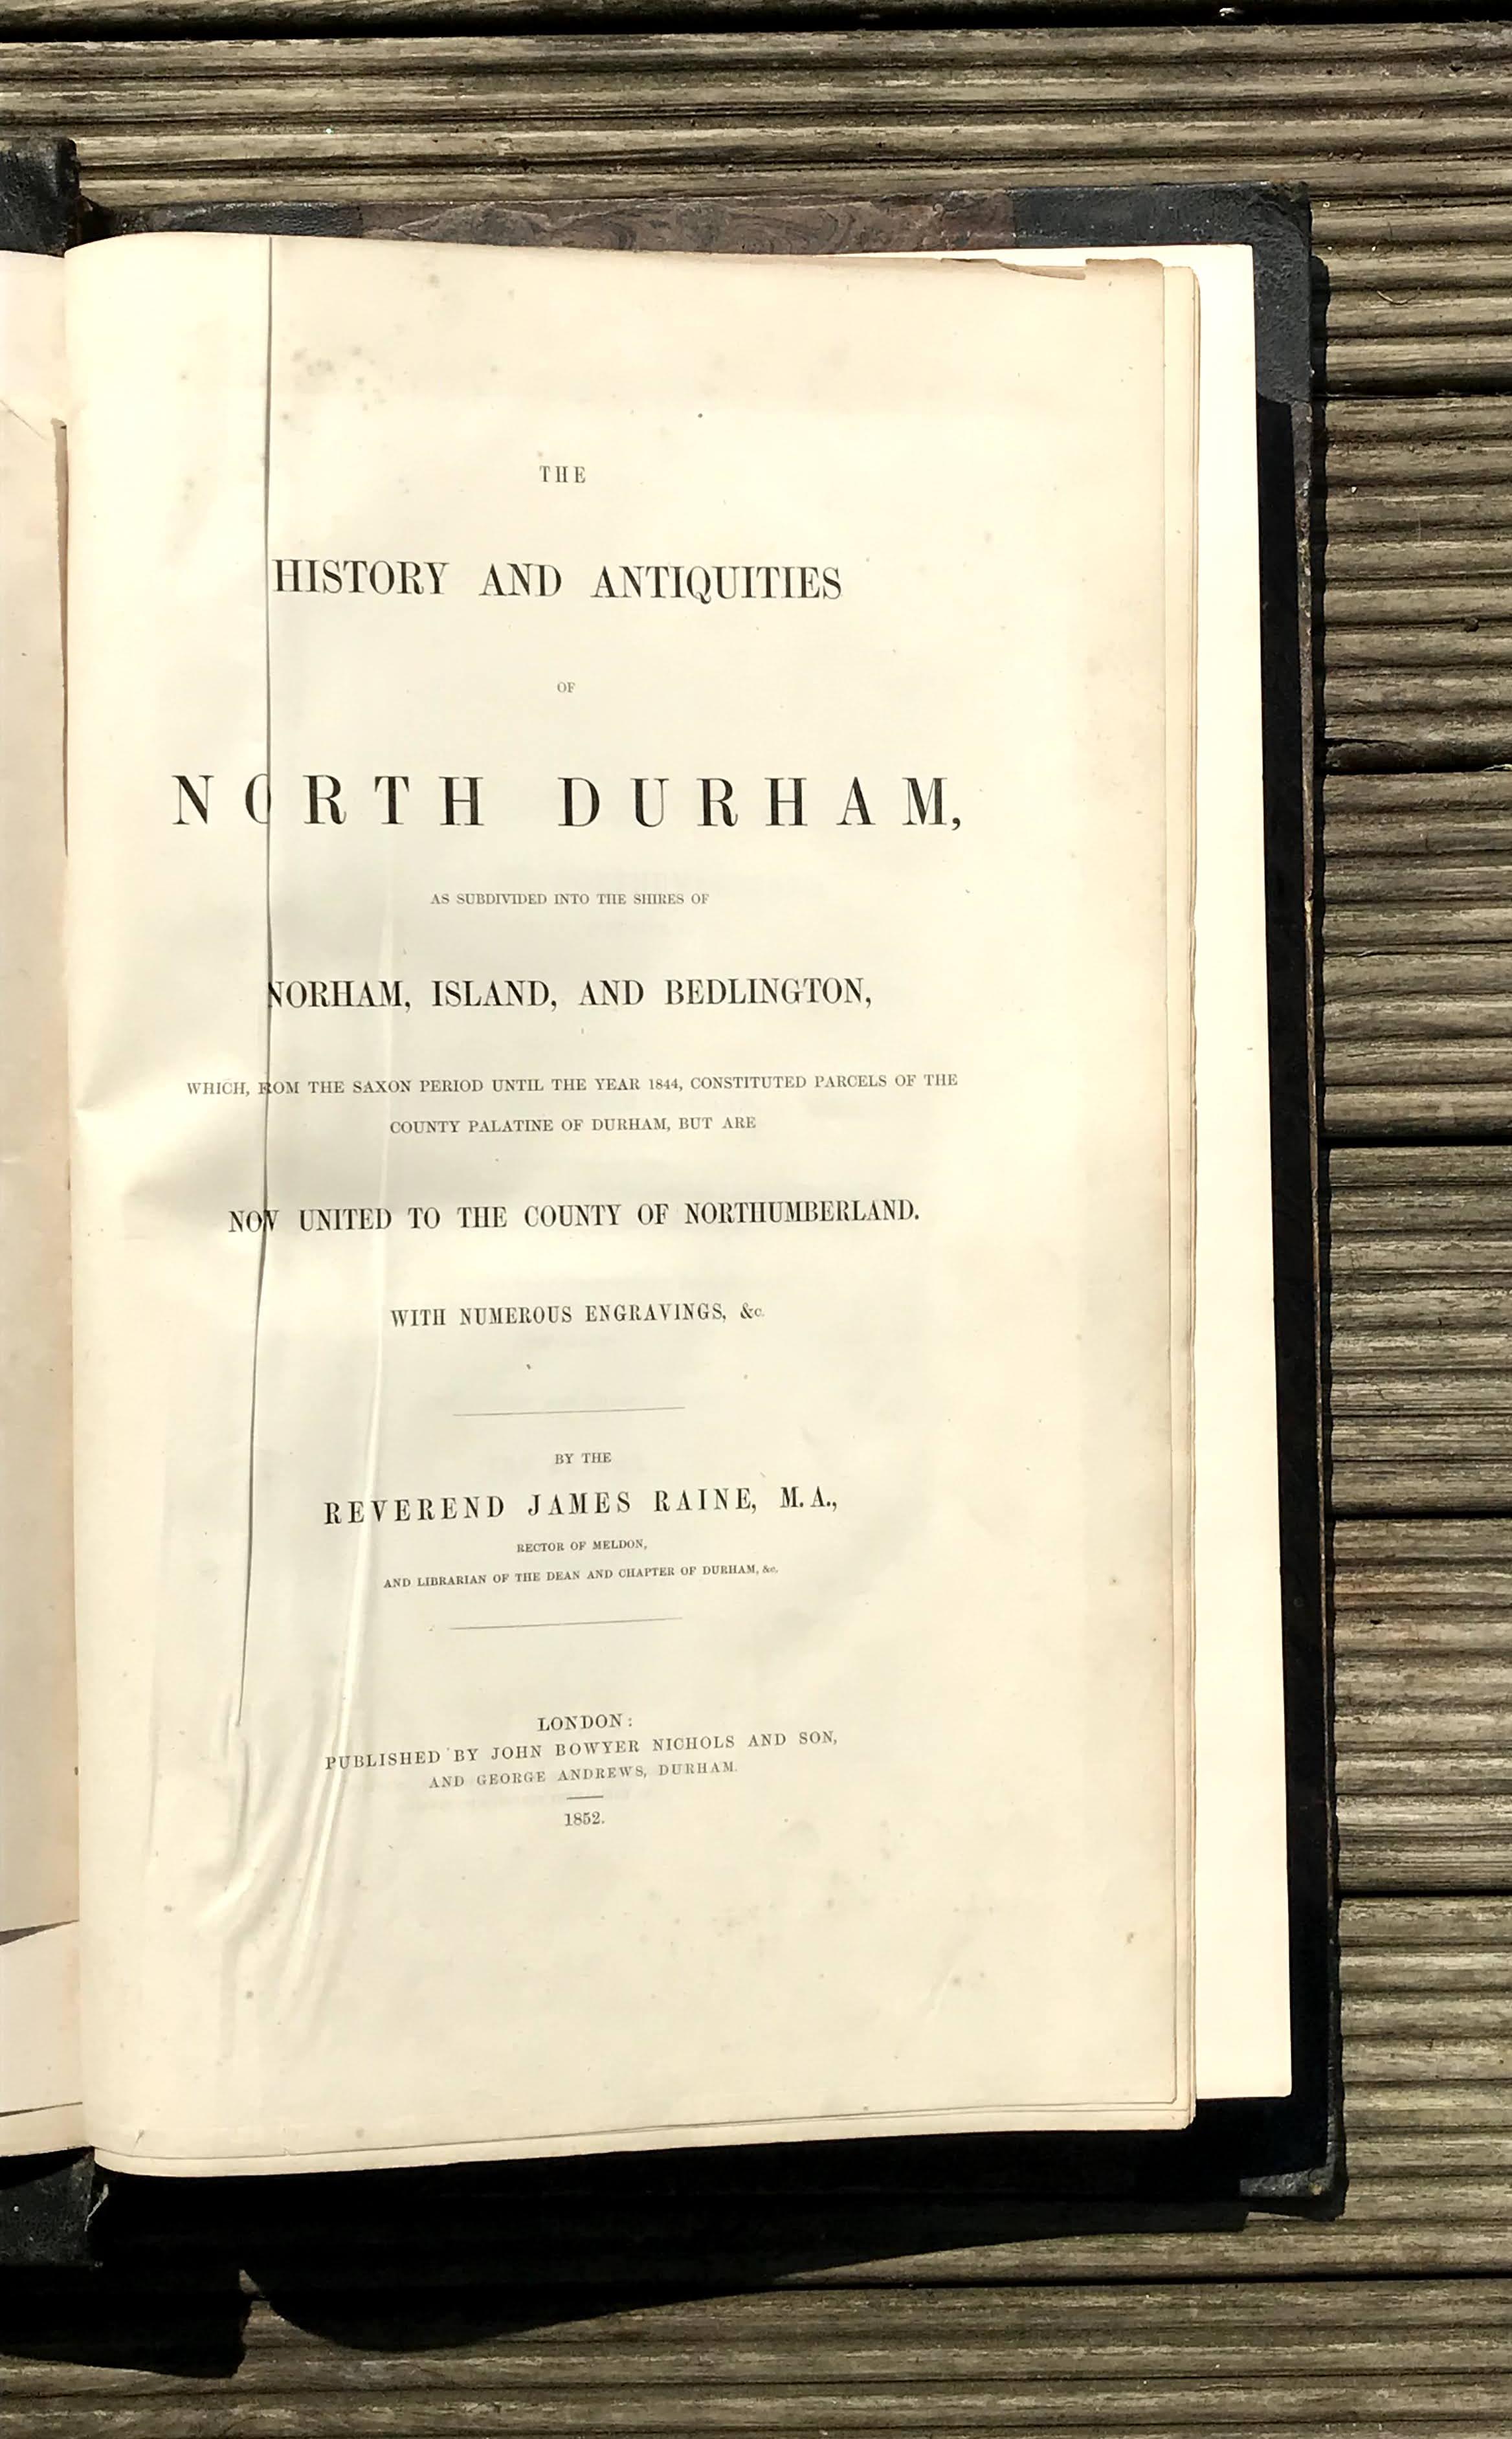 THE
HISTORY AND ANTIQUITIES
OF
NORTH DURHAM,
AS SUBDIVIDED INTO THE SHIRES OF
NORHAM, ISLAND, AND BEDLINGTON,
WHICH, FROM THE SAXON PERIOD UNTIL THE YEAR 1844, CONSTITUTED PARCELS OF THE
COUNTY PALATINE OF DURHAM, BUT ARE
NOW UNITED TO THE COUNTY OF NORTHUMBERLAND.
WITH NUMEROUS ENGRAVINGS, &c.
BY THE
REVEREND JAMES RAINE, M.A.,
RECTOR OF MELDON,
AND LIBRARIAN OF THE DEAN AND CHAPTER OF DURHAM, &c.
LONDON:
PUBLISHED BY JOHN BOWYER NICHOLS AND SON,
AND GEORGE ANDREWS, DURHAM.
1852.